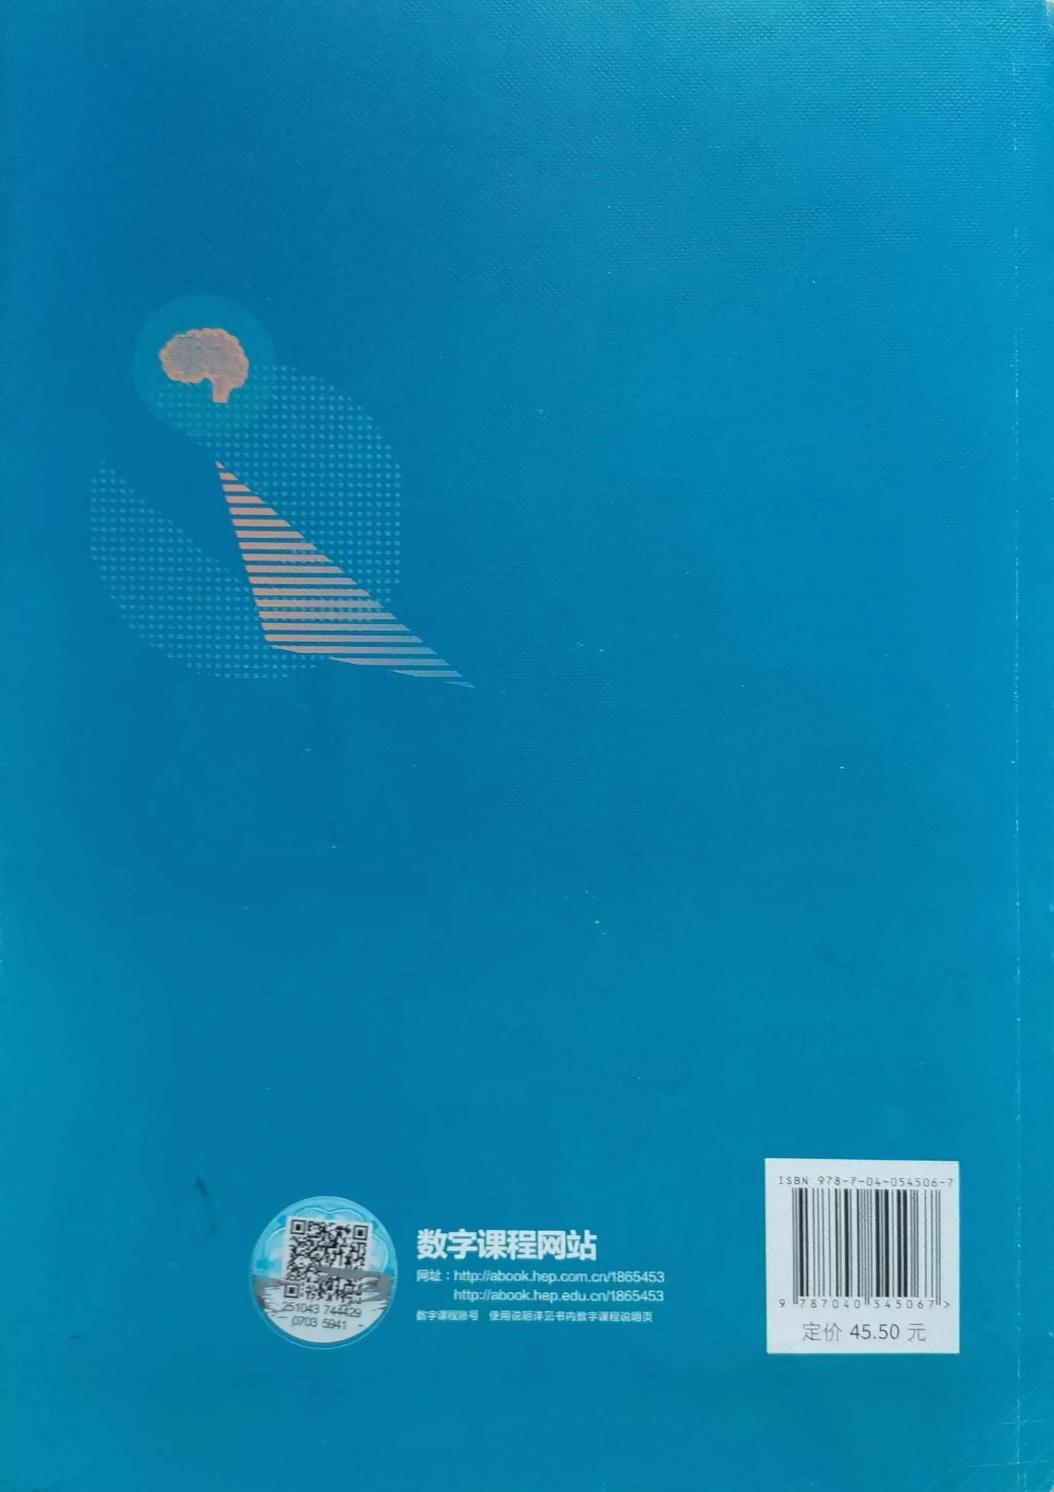 251043 744429
0703 5941
数字课程网站
网址：http://abook.hep.com.cn/1865453
http://abook.hep.edu.cn/1865453
数字课程账号 使用说明详见书内数字课程说明页
ISBN 978-7-04-054506-7
9 787040 545067 >
定价 45.50 元